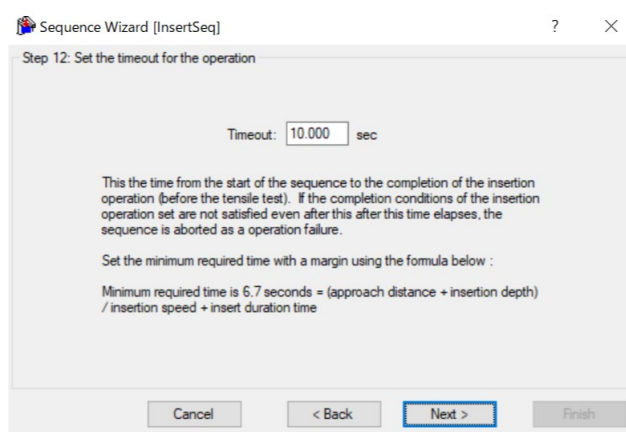 Sequence Wizard [InsertSeq] ?
Step 12: Set the timeout for the operation
Timeout: 10.000 sec
This the time from the start of the sequence to the completion of the insertion
operation (before the tensile test). If the completion conditions of the insertion
operation set are not satisfied even after this after this time elapses, the
sequence is aborted as a operation failure.
Set the minimum required time with a margin using the formula below :
Minimum required time is 6.7 seconds = (approach distance + insertion depth)
/ insertion speed + insert duration time
Cancel < Back Next > Finish